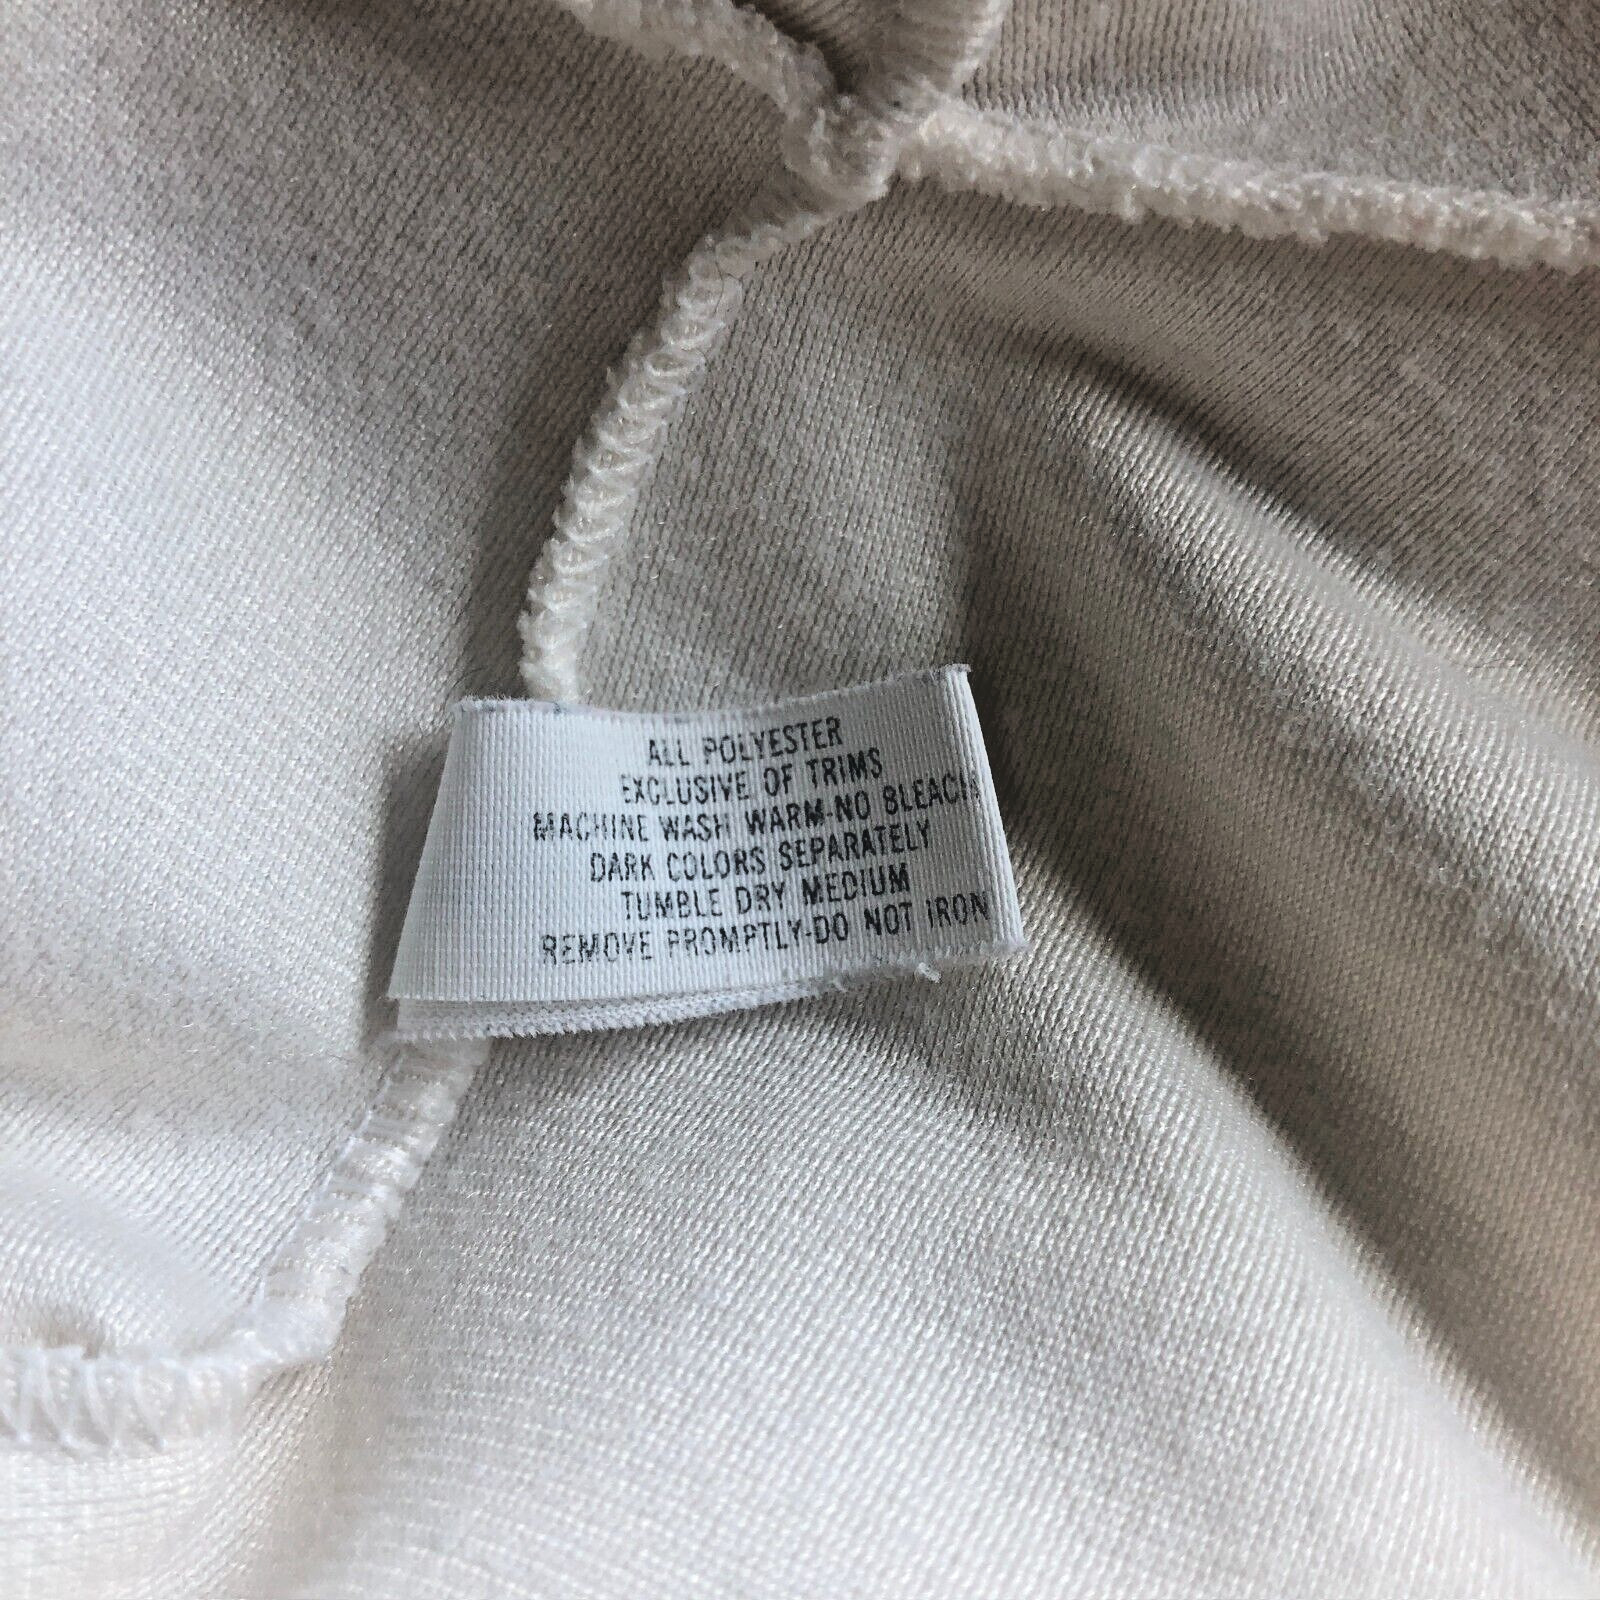 ALL POLYESTER
EXCLUSIVE OF TRIMS
MACHINE WASH WARM-NO BLEACH
DARK COLORS SEPARATELY
TUMBLE DRY MEDIUM
REMOVE PROMPTLY-DO NOT IRON